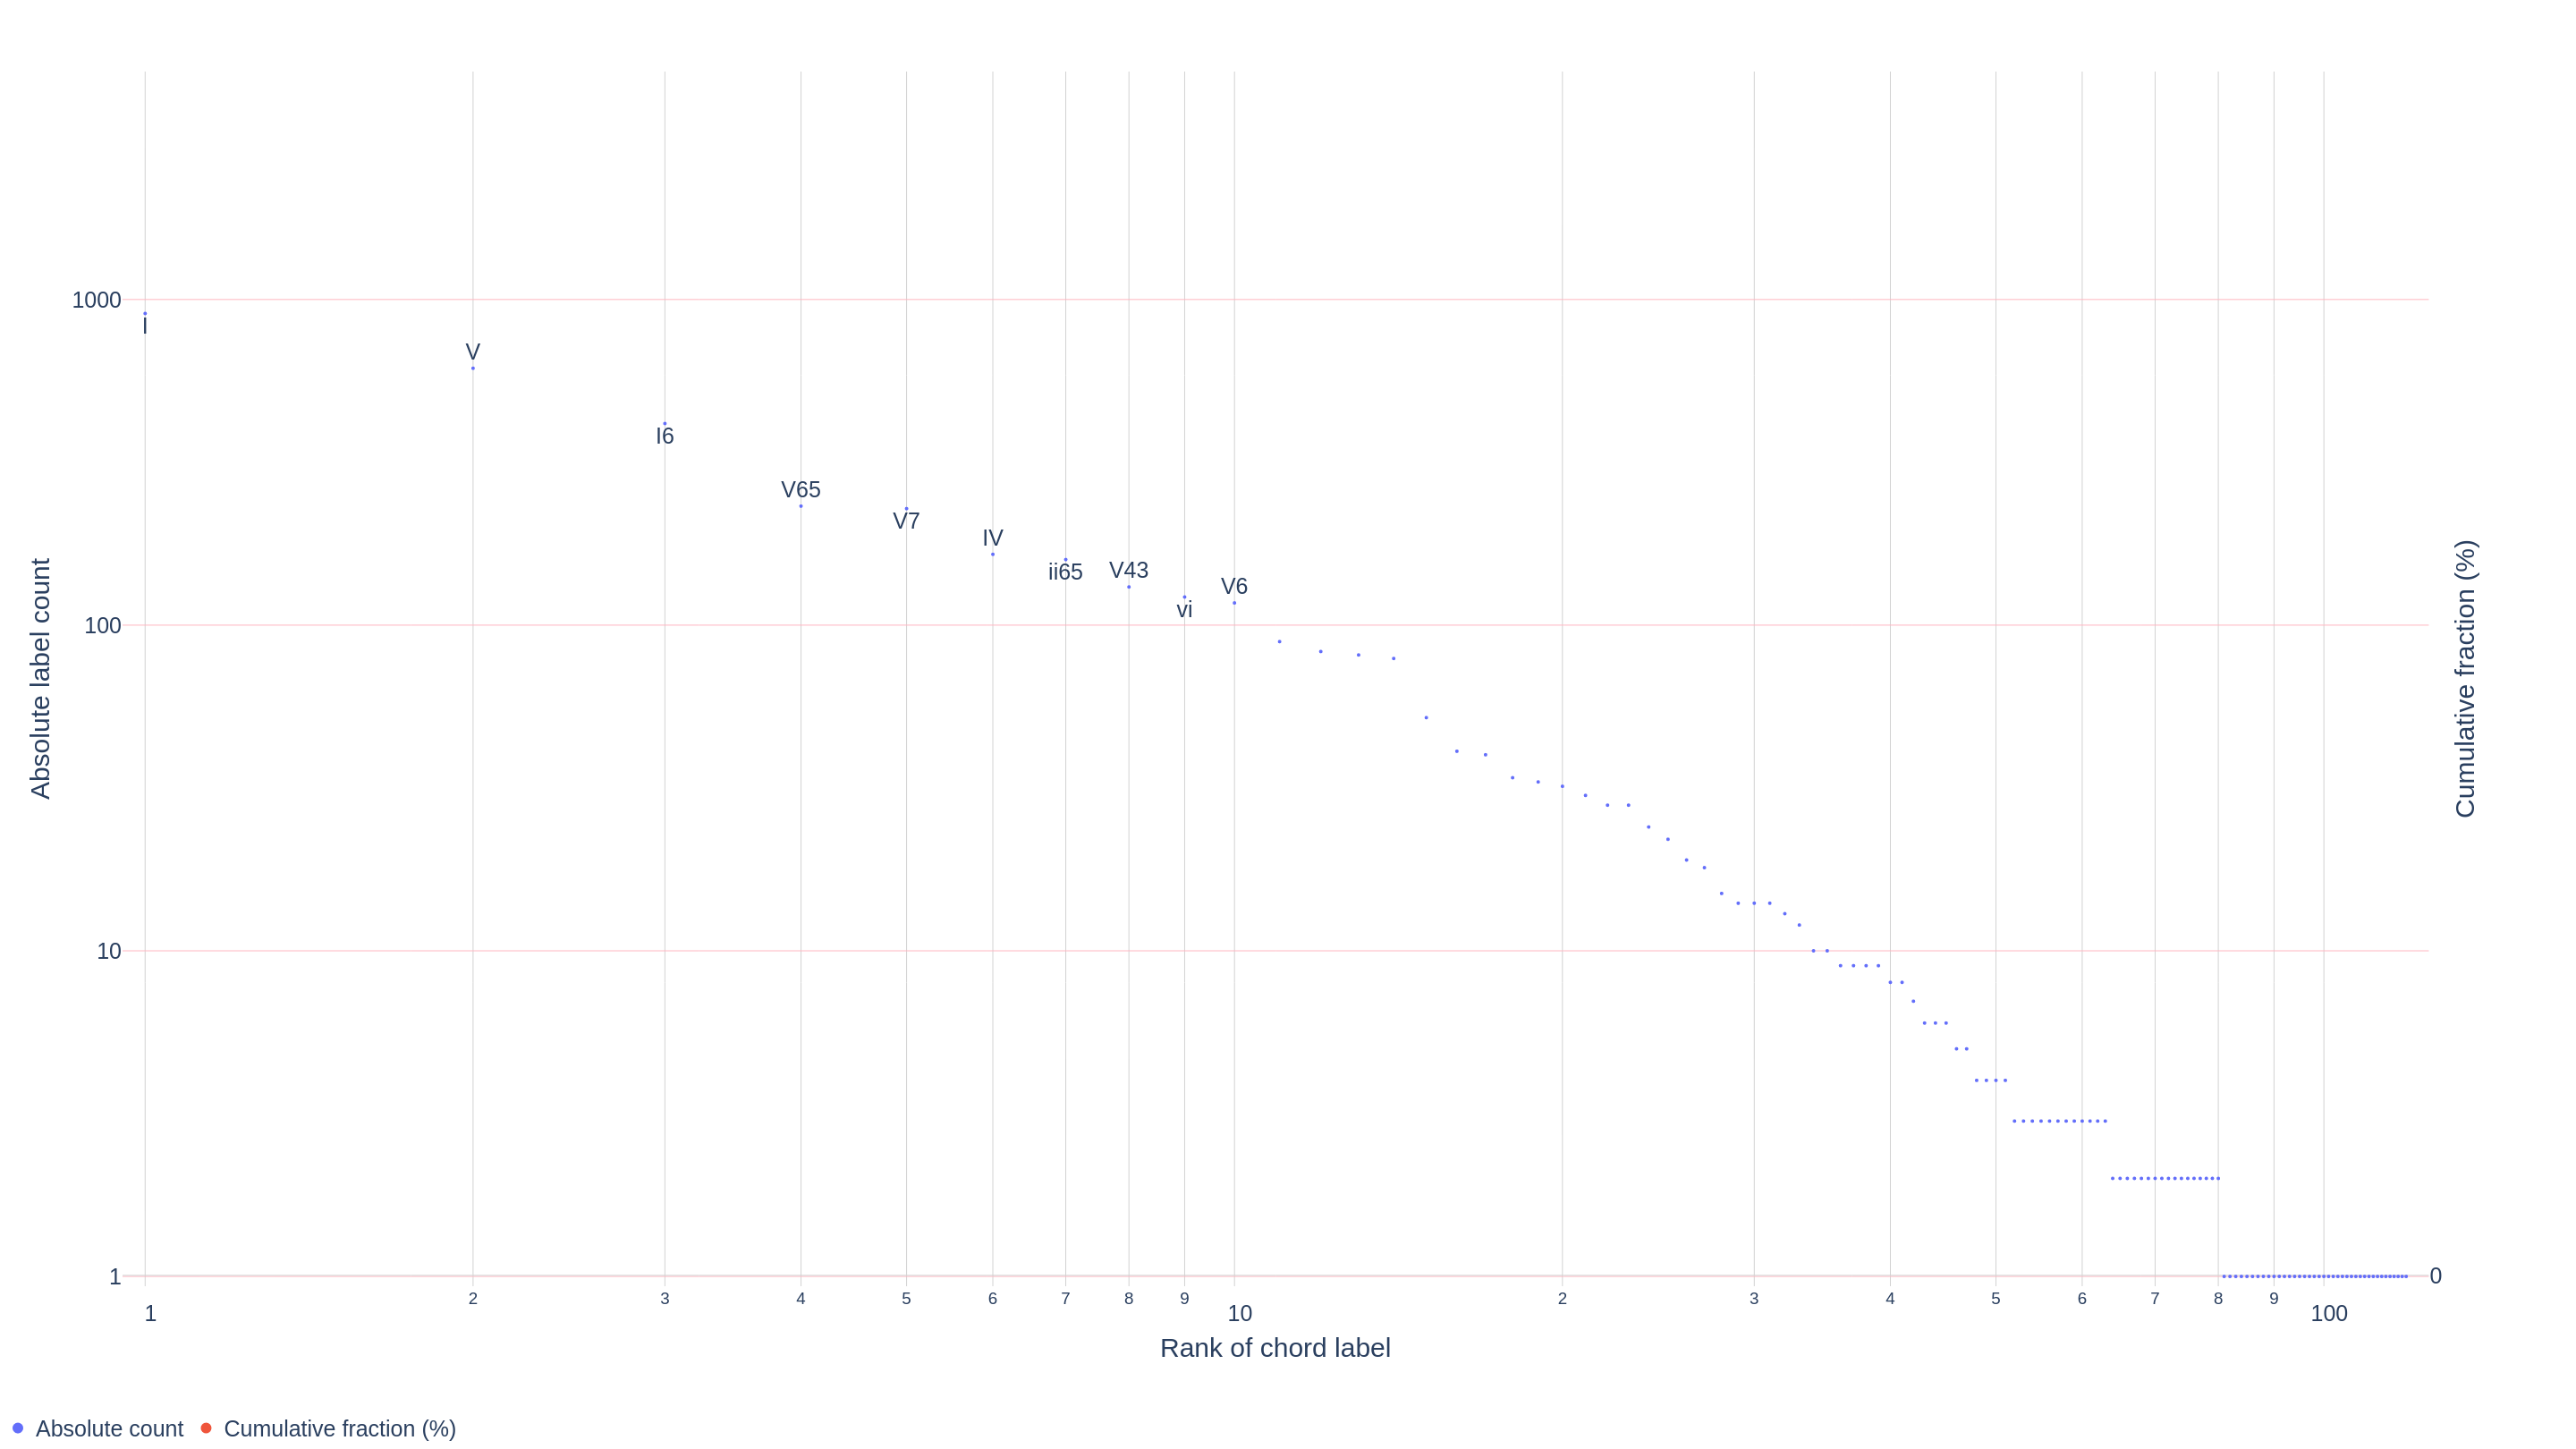 1000
100
10
1
Absolute label count
I
V
I6
V65
V7
IV
ii65
V43
vi
V6
Cumulative fraction (%)
0
2 3 4 5 6 7 8 9 2 3 4 5 6 7 8 9
1 10 100
Rank of chord label
Absolute count Cumulative fraction (%)